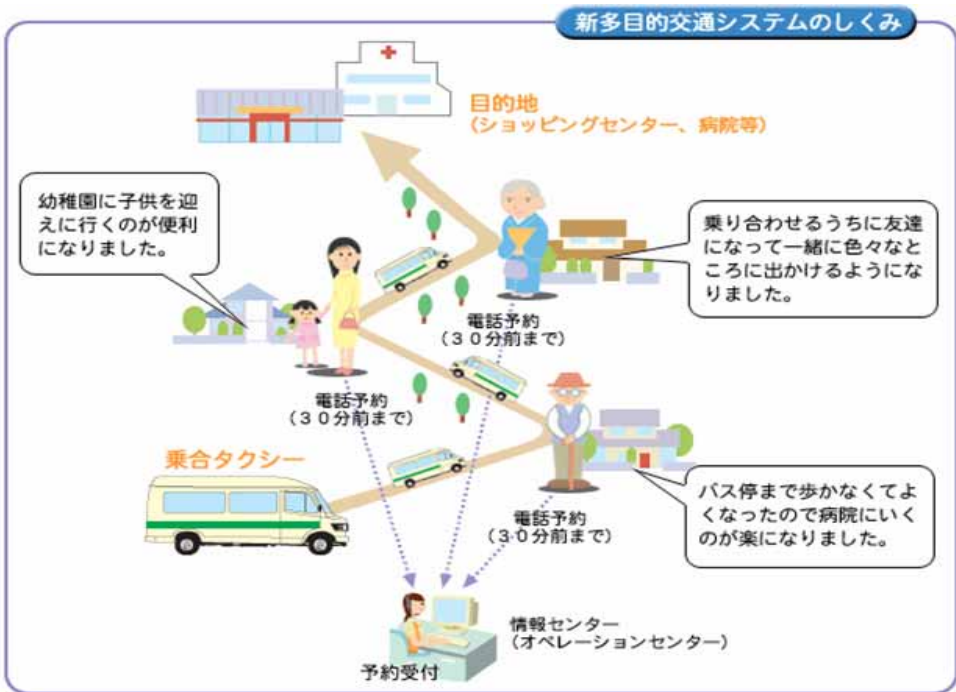 新多目的交通システムのしくみ
目的地
（ショッピングセンター、病院等）
幼稚園に子供を迎
えに行くのが便利
になりました。
乗り合わせるうちに友達
になって一緒に色々なと
ころに出かけるようにな
りました。
電話予約
（３０分前まで）
電話予約
（３０分前まで）
乗合タクシー
バス停まで歩かなくてよ
くなったので病院にいく
のが楽になりました。
電話予約
（３０分前まで）
情報センター
（オペレーションセンター）
予約受付